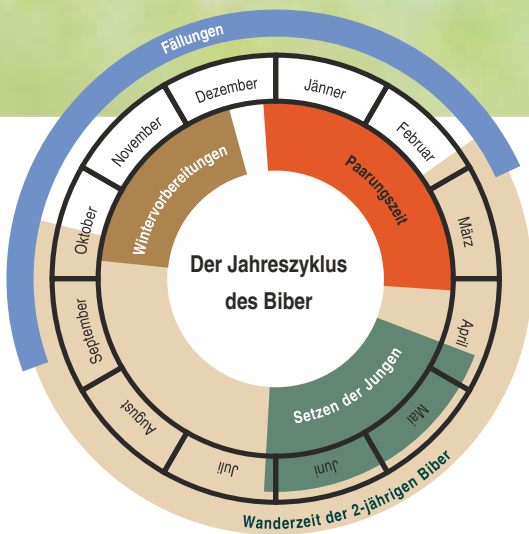 Fällungen
Dezember
Jänner
November
Februar
Wintervorbereitungen
Paarungszeit
Oktober
März
Der Jahreszyklus
des Biber
September
April
Setzen der Jungen
August
Mai
Juli
Juni
Wanderzeit der 2-jährigen Biber